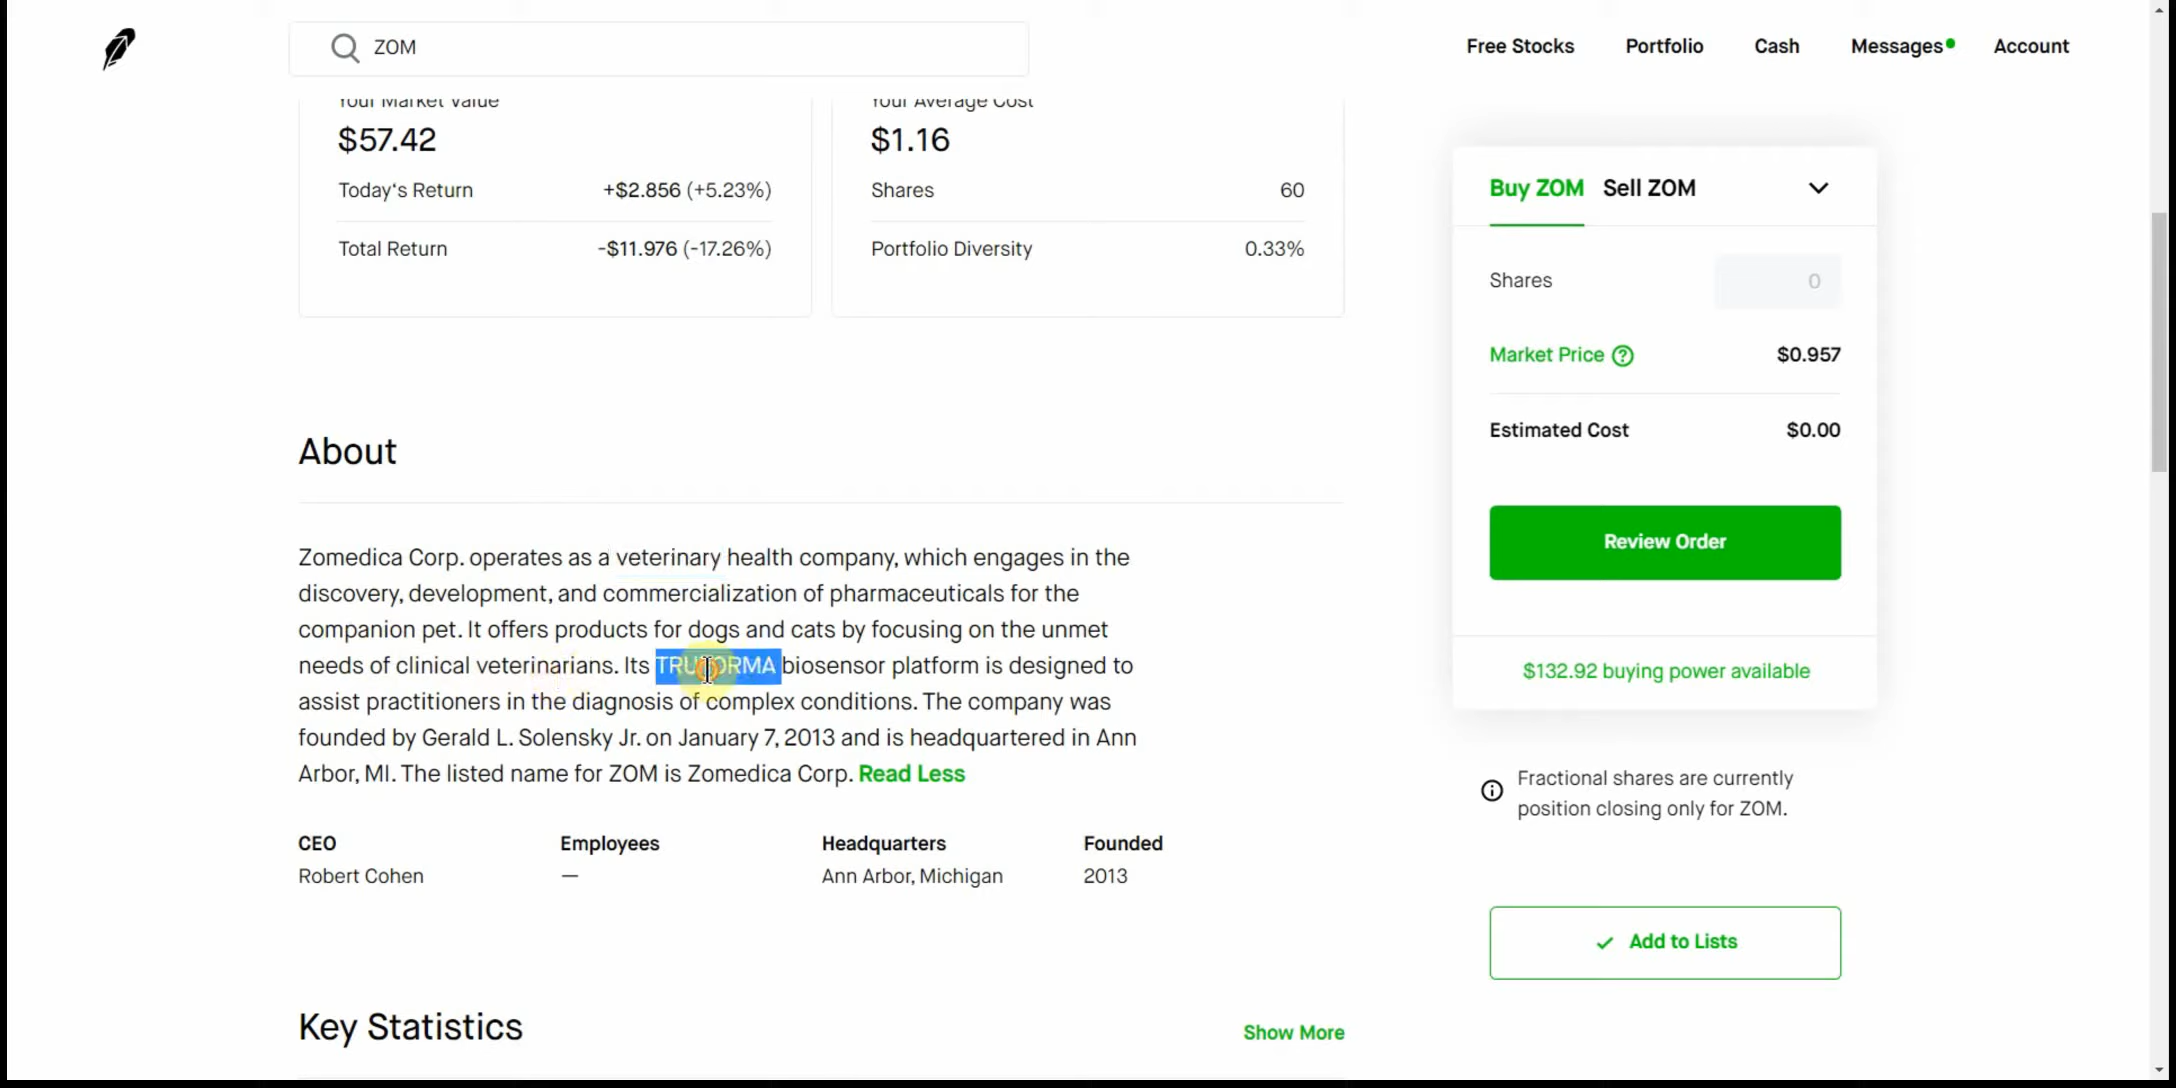 ZOM
Free Stocks
Portfolio
Cash
Messages
Account
Your Market Value
$57.42
Today's Return +$2.856 (+5.23%)
Total Return -$11.976 (-17.26%)
Your Average Cost
$1.16
Shares 60
Portfolio Diversity 0.33%
Buy ZOM Sell ZOM
Shares 0
Market Price ? $0.957
Estimated Cost $0.00
Review Order
$132.92 buying power available
Fractional shares are currently
position closing only for ZOM.
Add to Lists
About
Zomedica Corp. operates as a veterinary health company, which engages in the
discovery, development, and commercialization of pharmaceuticals for the
companion pet. It offers products for dogs and cats by focusing on the unmet
needs of clinical veterinarians. Its TRUFORMA biosensor platform is designed to
assist practitioners in the diagnosis of complex conditions. The company was
founded by Gerald L. Solensky Jr. on January 7, 2013 and is headquartered in Ann
Arbor, MI. The listed name for ZOM is Zomedica Corp. Read Less
CEO
Robert Cohen
Employees
—
Headquarters
Ann Arbor, Michigan
Founded
2013
Key Statistics
Show More